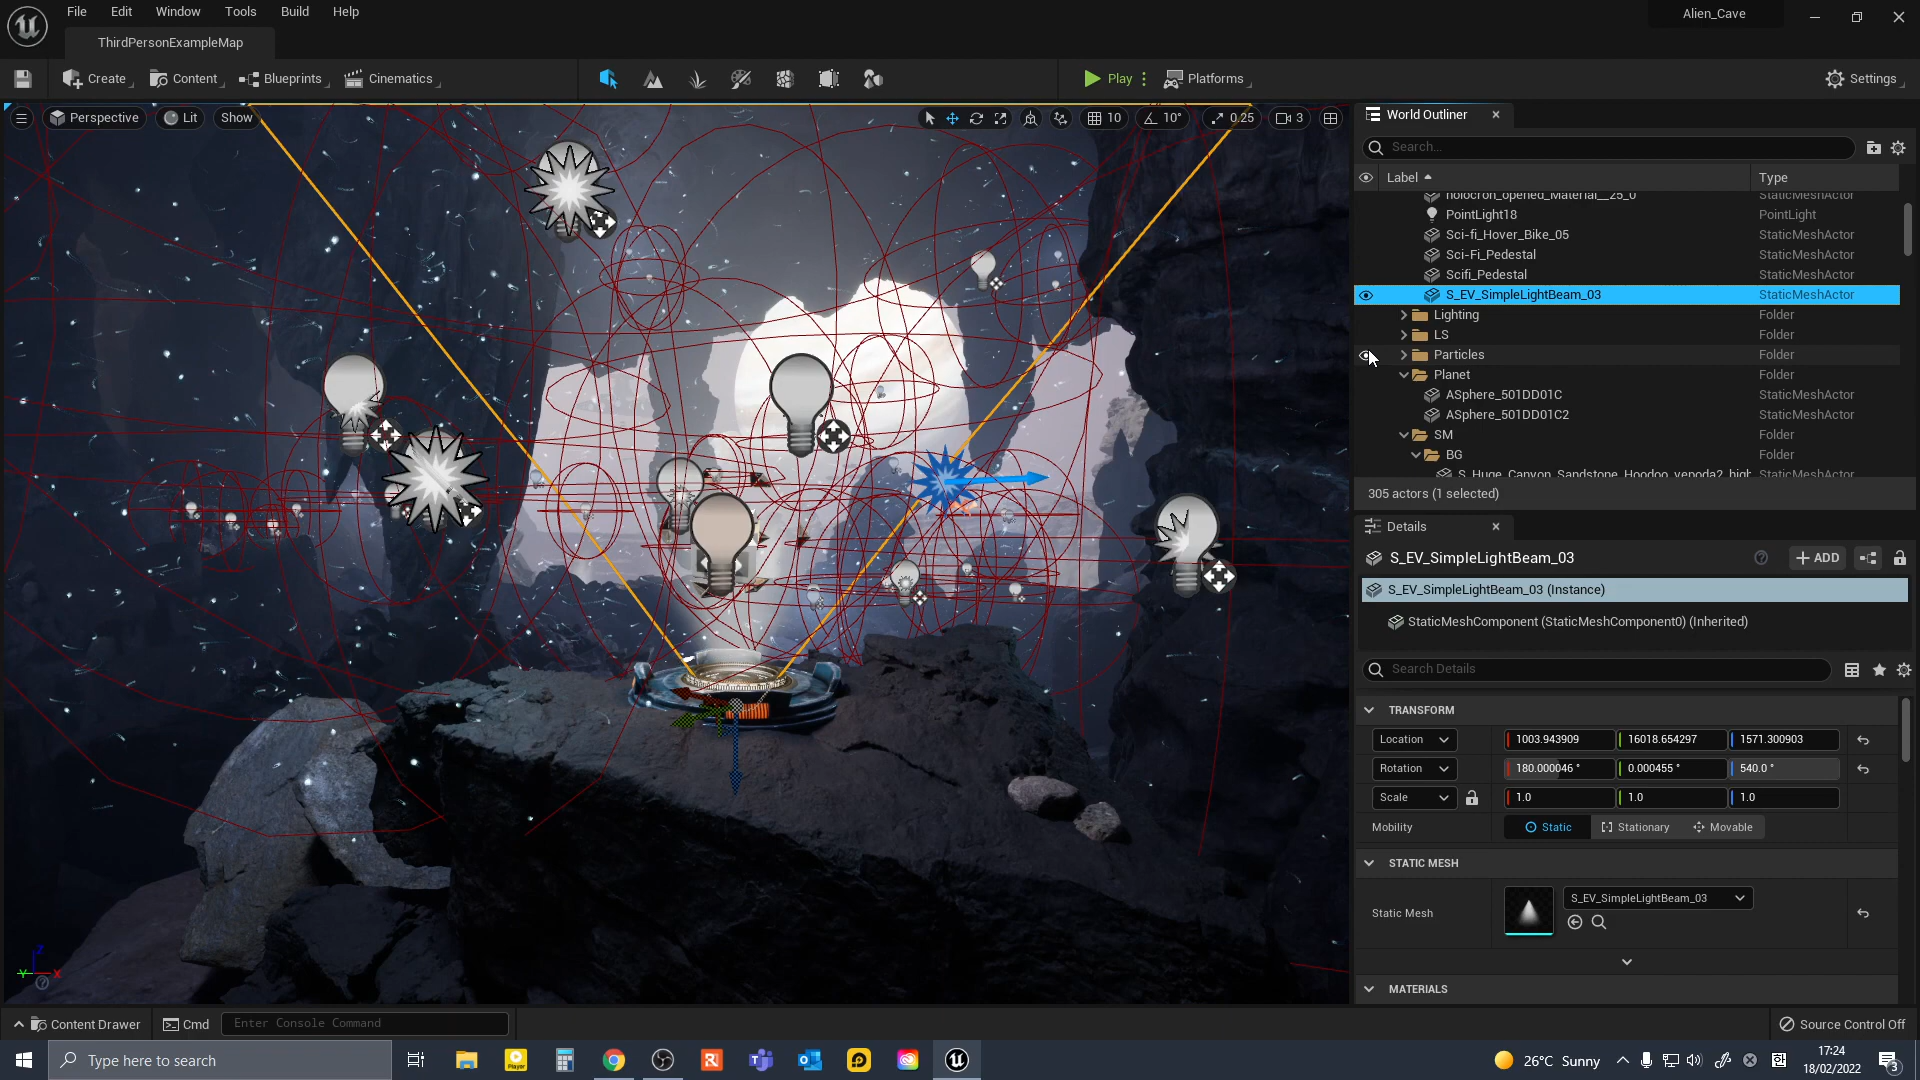 File Edit Window Tools Build Help
Alien_Cave
ThirdPersonExampleMap
Create Content Blueprints Cinematics Play Platforms Settings
Perspective Lit Show 10 10° 0.25 3
World Outliner
Search...
Label Type
holocron_opened_Material__25_0 StaticMeshActor
PointLight18 PointLight
Sci-fi_Hover_Bike_05 StaticMeshActor
Sci-Fi_Pedestal StaticMeshActor
Scifi_Pedestal StaticMeshActor
S_EV_SimpleLightBeam_03 StaticMeshActor
Lighting Folder
LS Folder
Particles Folder
Planet Folder
ASphere_501DD01C StaticMeshActor
ASphere_501DD01C2 StaticMeshActor
SM Folder
BG Folder
S_Huge_Canyon_Sandstone_Hoodoo_vepoda2_high StaticMeshActor
305 actors (1 selected)
Details
S_EV_SimpleLightBeam_03
+ ADD
S_EV_SimpleLightBeam_03 (Instance)
StaticMeshComponent (StaticMeshComponent0) (Inherited)
Search Details
TRANSFORM
Location 1003.943909 16018.654297 1571.300903
Rotation 180.000046 ° 0.000455 ° 540.0 °
Scale 1.0 1.0 1.0
Mobility Static Stationary Movable
STATIC MESH
Static Mesh S_EV_SimpleLightBeam_03
MATERIALS
Z
Y X
Content Drawer Cmd Enter Console Command Source Control Off
Type here to search
Player
26°C Sunny
17:24
18/02/2022
3